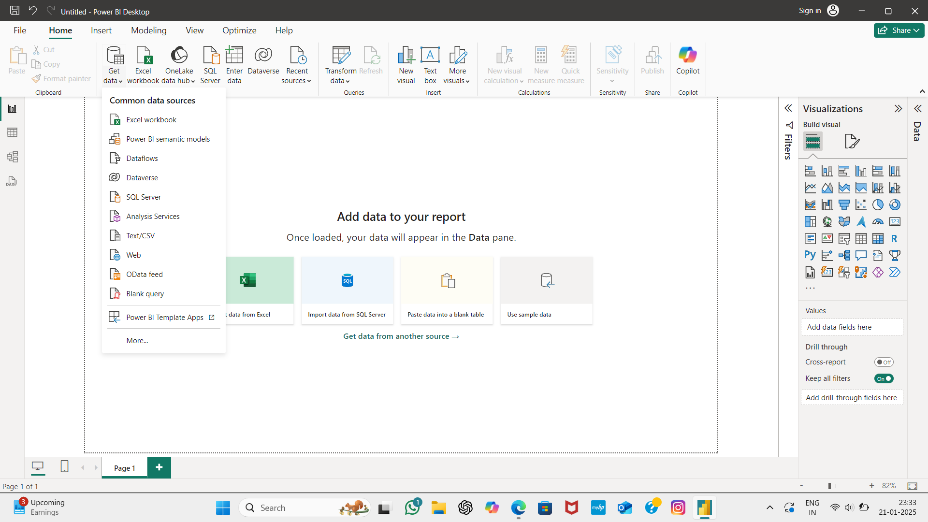 Untitled - Power BI Desktop
Sign in
File Home Insert Modeling View Optimize Help
Share
Paste
Cut
Copy
Format painter
Clipboard
Get data
Excel workbook
OneLake data hub
SQL Server
Enter data
Dataverse
Recent sources
Transform data
Refresh
Queries
New visual
Text box
More visuals
Insert
New visual calculation
New measure
Quick measure
Calculations
Sensitivity
Sensitivity
Publish
Share
Copilot
Copilot
Common data sources
Excel workbook
Power BI semantic models
Dataflows
Dataverse
SQL Server
Analysis Services
Text/CSV
Web
OData feed
Blank query
Power BI Template Apps
More...
Add data to your report
Once loaded, your data will appear in the Data pane.
SQL
t data from Excel
Import data from SQL Server
Paste data into a blank table
Use sample data
Get data from another source →
Filters
Visualizations
Build visual
123
R
Py
...
Values
Add data fields here
Drill through
Cross-report
Off
Keep all filters
On
Add drill-through fields here
Data
Page 1
Page 1 of 1
82%
3
Upcoming
Earnings
Search
1
ENG
IN
23:33
21-01-2025